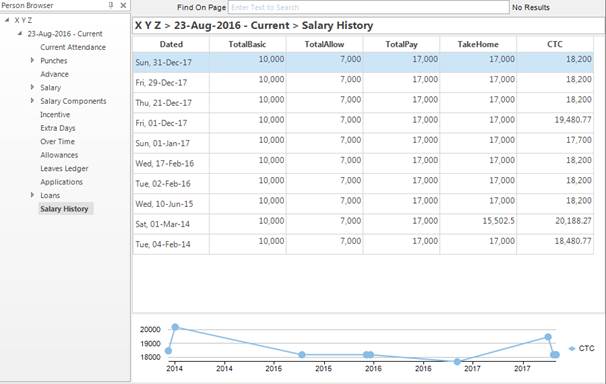 Person Browser
Find On Page Enter Text to Search No Results
X Y Z
23-Aug-2016 - Current
Current Attendance
Punches
Advance
Salary
Salary Components
Incentive
Extra Days
Over Time
Allowances
Leaves Ledger
Applications
Loans
Salary History
X Y Z > 23-Aug-2016 - Current > Salary History
Dated TotalBasic TotalAllow TotalPay TakeHome CTC
Sun, 31-Dec-17 10,000 7,000 17,000 17,000 18,200
Fri, 29-Dec-17 10,000 7,000 17,000 17,000 18,200
Thu, 21-Dec-17 10,000 7,000 17,000 17,000 18,200
Fri, 01-Dec-17 10,000 7,000 17,000 17,000 19,480.77
Sun, 01-Jan-17 10,000 7,000 17,000 17,000 17,700
Wed, 17-Feb-16 10,000 7,000 17,000 17,000 18,200
Tue, 02-Feb-16 10,000 7,000 17,000 17,000 18,200
Wed, 10-Jun-15 10,000 7,000 17,000 17,000 18,200
Sat, 01-Mar-14 10,000 7,000 17,000 15,502.5 20,188.27
Tue, 04-Feb-14 10,000 7,000 17,000 17,000 18,480.77
20000
19000
18000
2014 2014 2015 2015 2016 2016 2017 2017
CTC